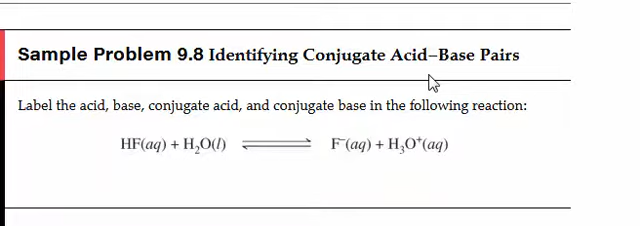 Sample Problem 9.8 Identifying Conjugate Acid–Base Pairs
Label the acid, base, conjugate acid, and conjugate base in the following reaction:
HF(aq) + H₂O(l) ⇌ F⁻(aq) + H₃O⁺(aq)